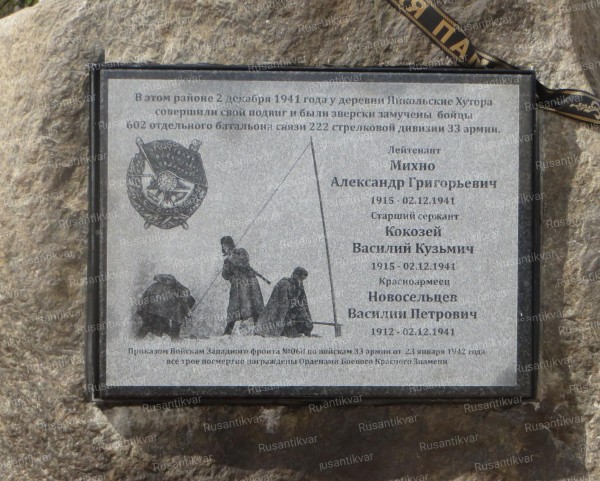 Я ПАМ
В этом районе 2 декабря 1941 года у деревни Никольские Хутора
совершили свой подвиг и были зверски замучены бойцы
602 отдельного батальона связи 222 стрелковой дивизии 33 армии.
Лейтенант
Михно
Александр Григорьевич
1915 - 02.12.1941
Старший сержант
Кокозей
Василий Кузьмич
1915 - 02.12.1941
Красноармеец
Новосельцев
Василий Петрович
1912 - 02.12.1941
Приказом Войскам Западного фронта по войскам 33 армии от 23 января 1942 года
все трое посмертно награждены Орденами Боевого Красного Знамени
Rusantikvar